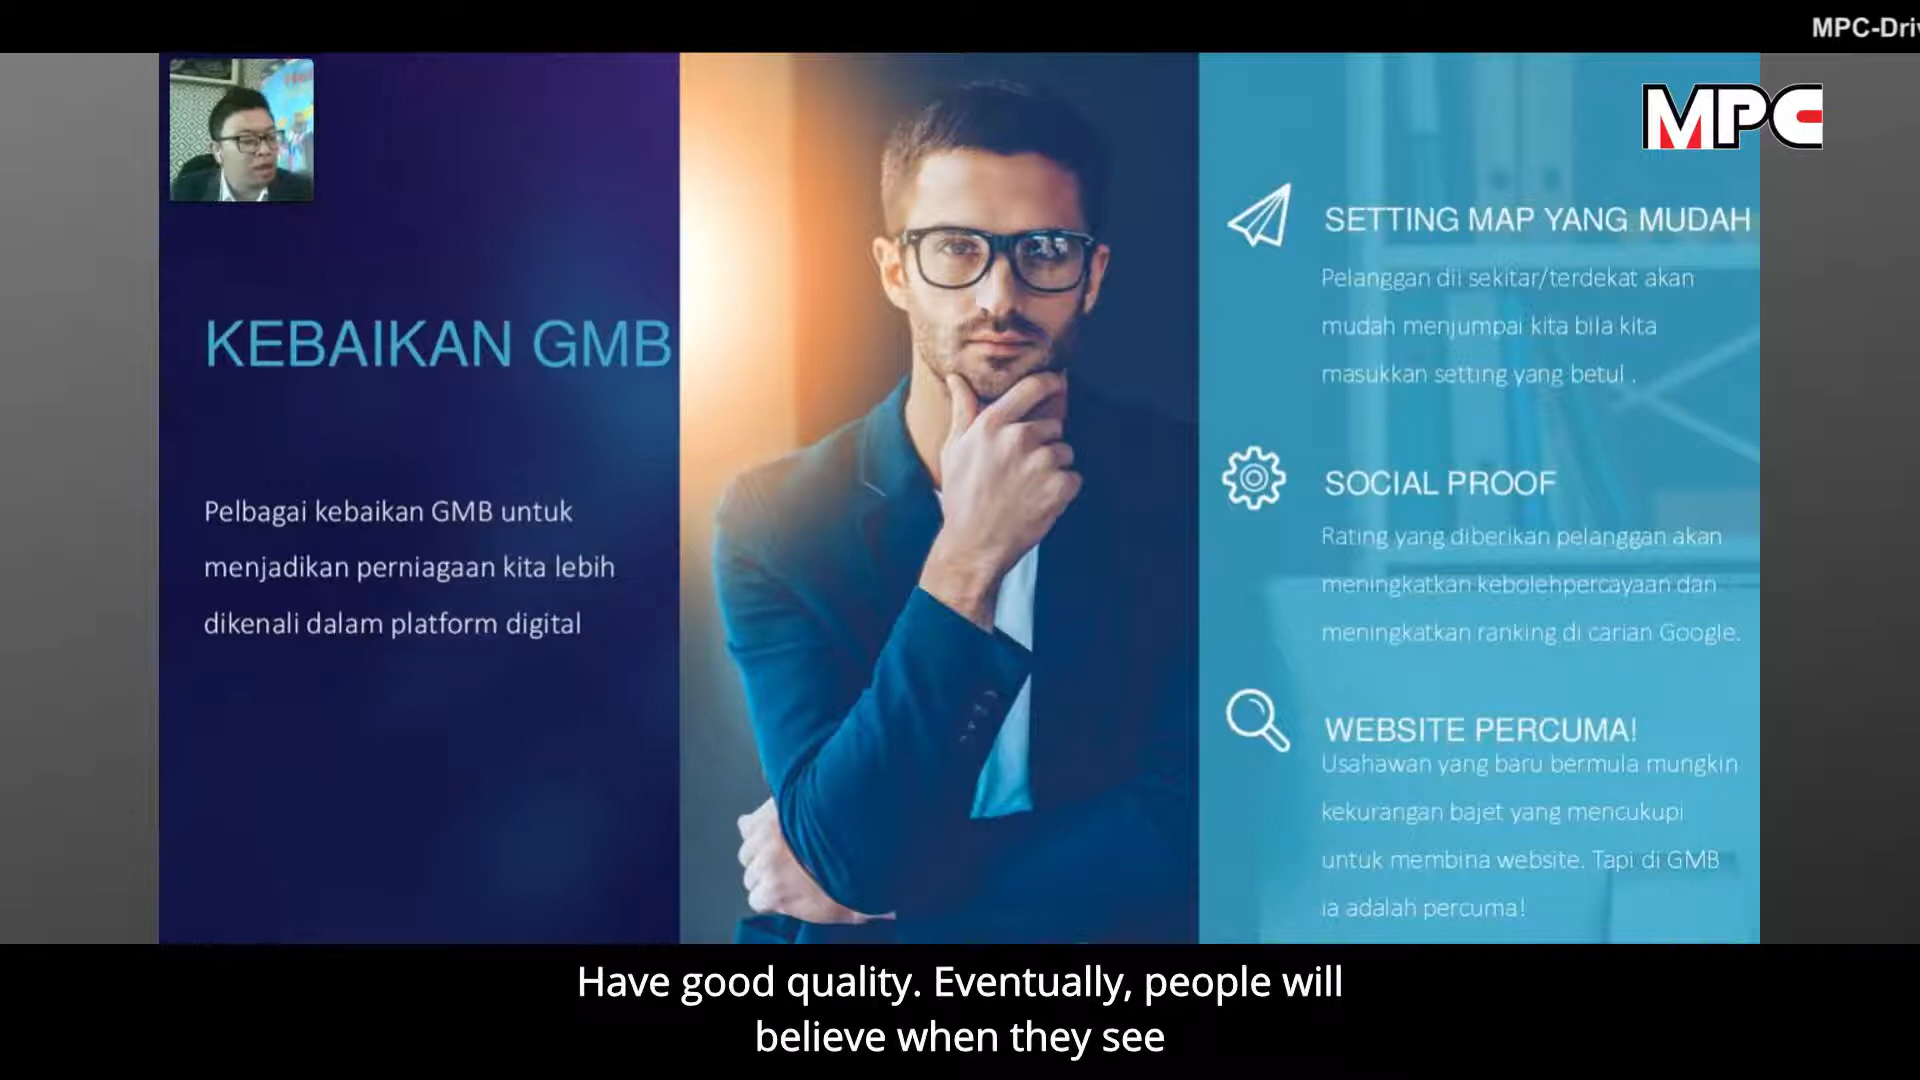 MPC-Driv
MPC
KEBAIKAN GMB
Pelbagai kebaikan GMB untuk
menjadikan perniagaan kita lebih
dikenali dalam platform digital
SETTING MAP YANG MUDAH
Pelanggan dii sekitar/terdekat akan
mudah menjumpai kita bila kita
masukkan setting yang betul .
SOCIAL PROOF
Rating yang diberikan pelanggan akan
meningkatkan kebolehpercayaan dan
meningkatkan ranking di carian Google.
WEBSITE PERCUMA!
Usahawan yang baru bermula mungkin
kekurangan bajet yang mencukupi
untuk membina website. Tapi di GMB
ia adalah percuma!
Have good quality. Eventually, people will
believe when they see